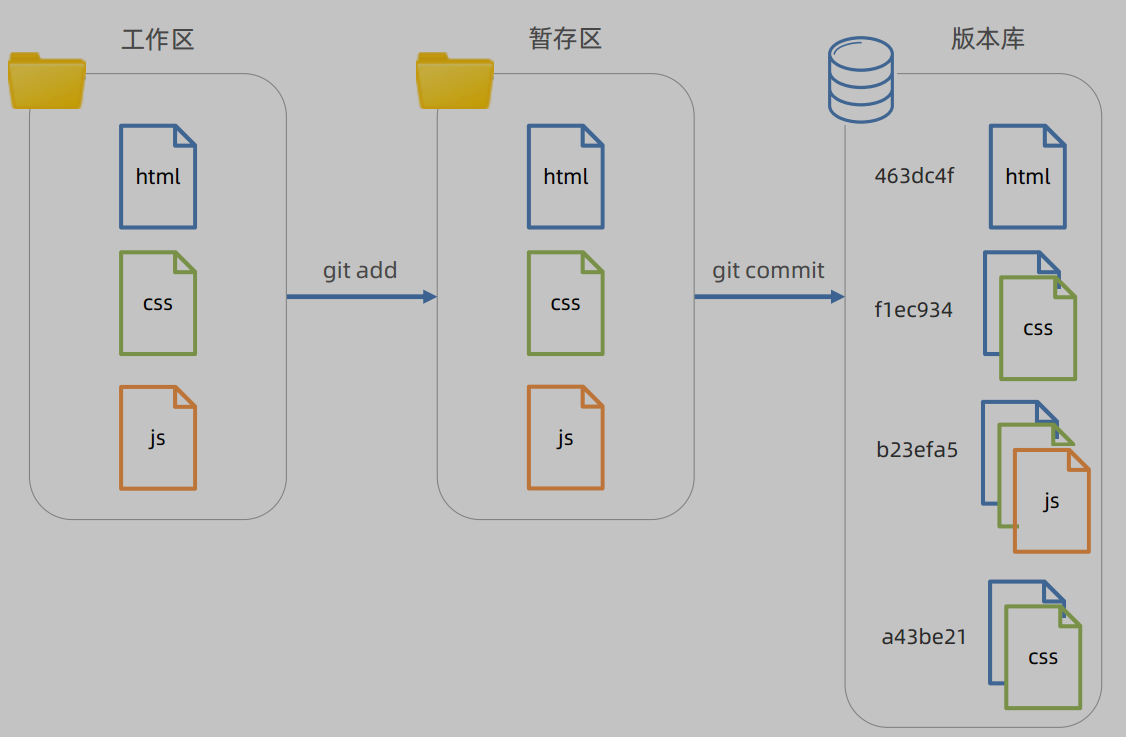 工作区
暂存区
版本库
html
css
js
git add
html
css
js
git commit
463dc4f
html
f1ec934
css
b23efa5
js
a43be21
css